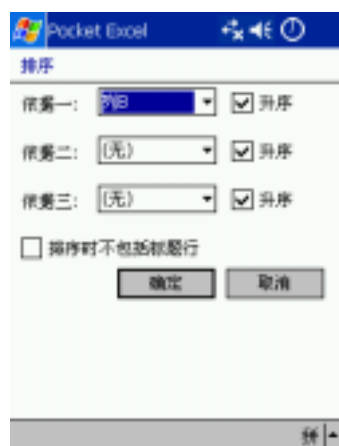 Pocket Excel
排序
依据一: 列B 升序
依据二: (无) 升序
依据三: (无) 升序
排序时不包括标题行
确定 取消
拼